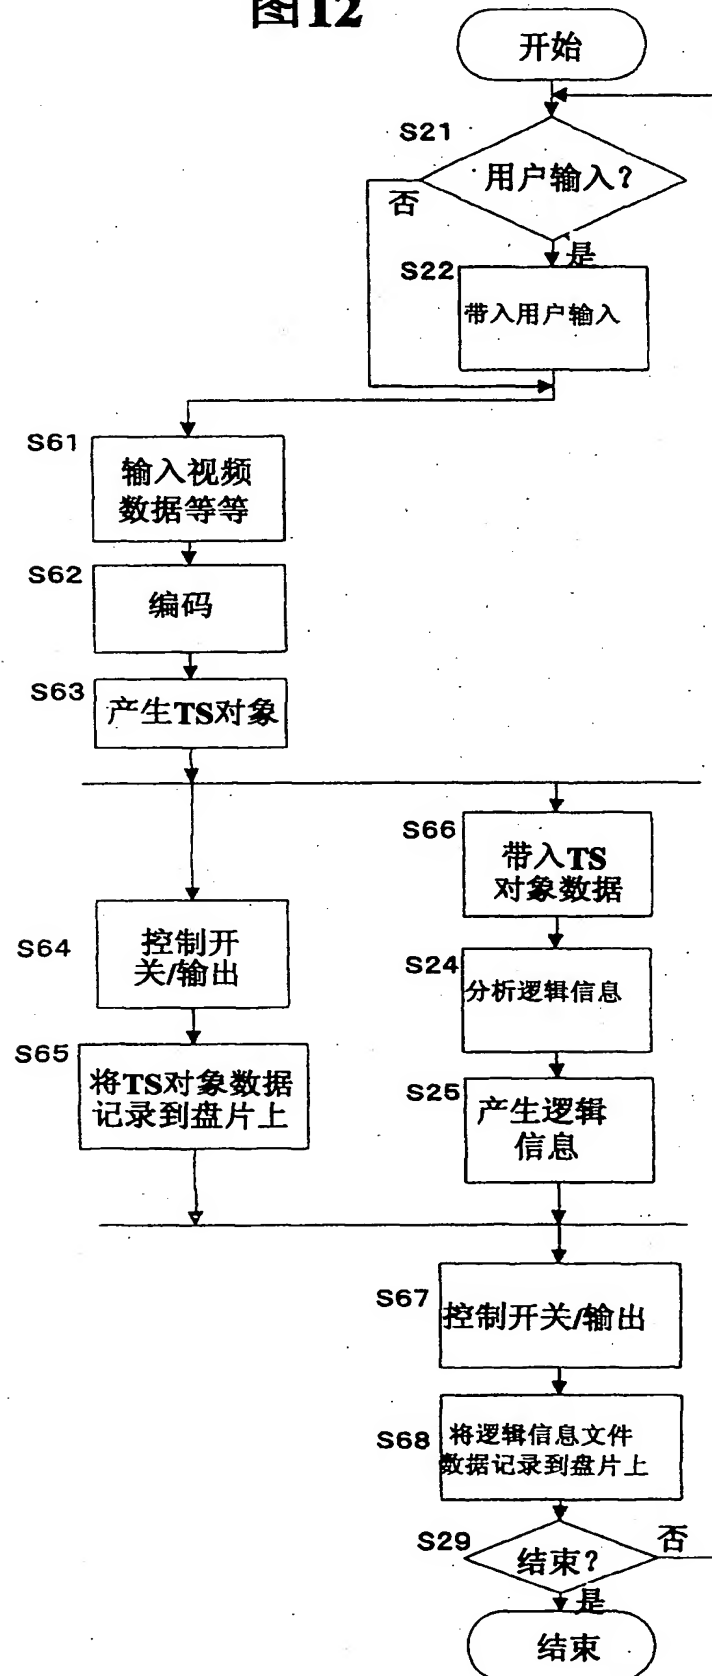 图12
开始
S21
用户输入?
否
是
S22
带入用户输入
S61
输入视频
数据等等
S62
编码
S63
产生TS对象
S66
带入TS
对象数据
S64
控制开
关/输出
S24
分析逻辑信息
S65
将TS对象数据
记录到盘片上
S25
产生逻辑
信息
S67
控制开关/输出
S68
将逻辑信息文件
数据记录到盘片上
S29
结束?
否
是
结束